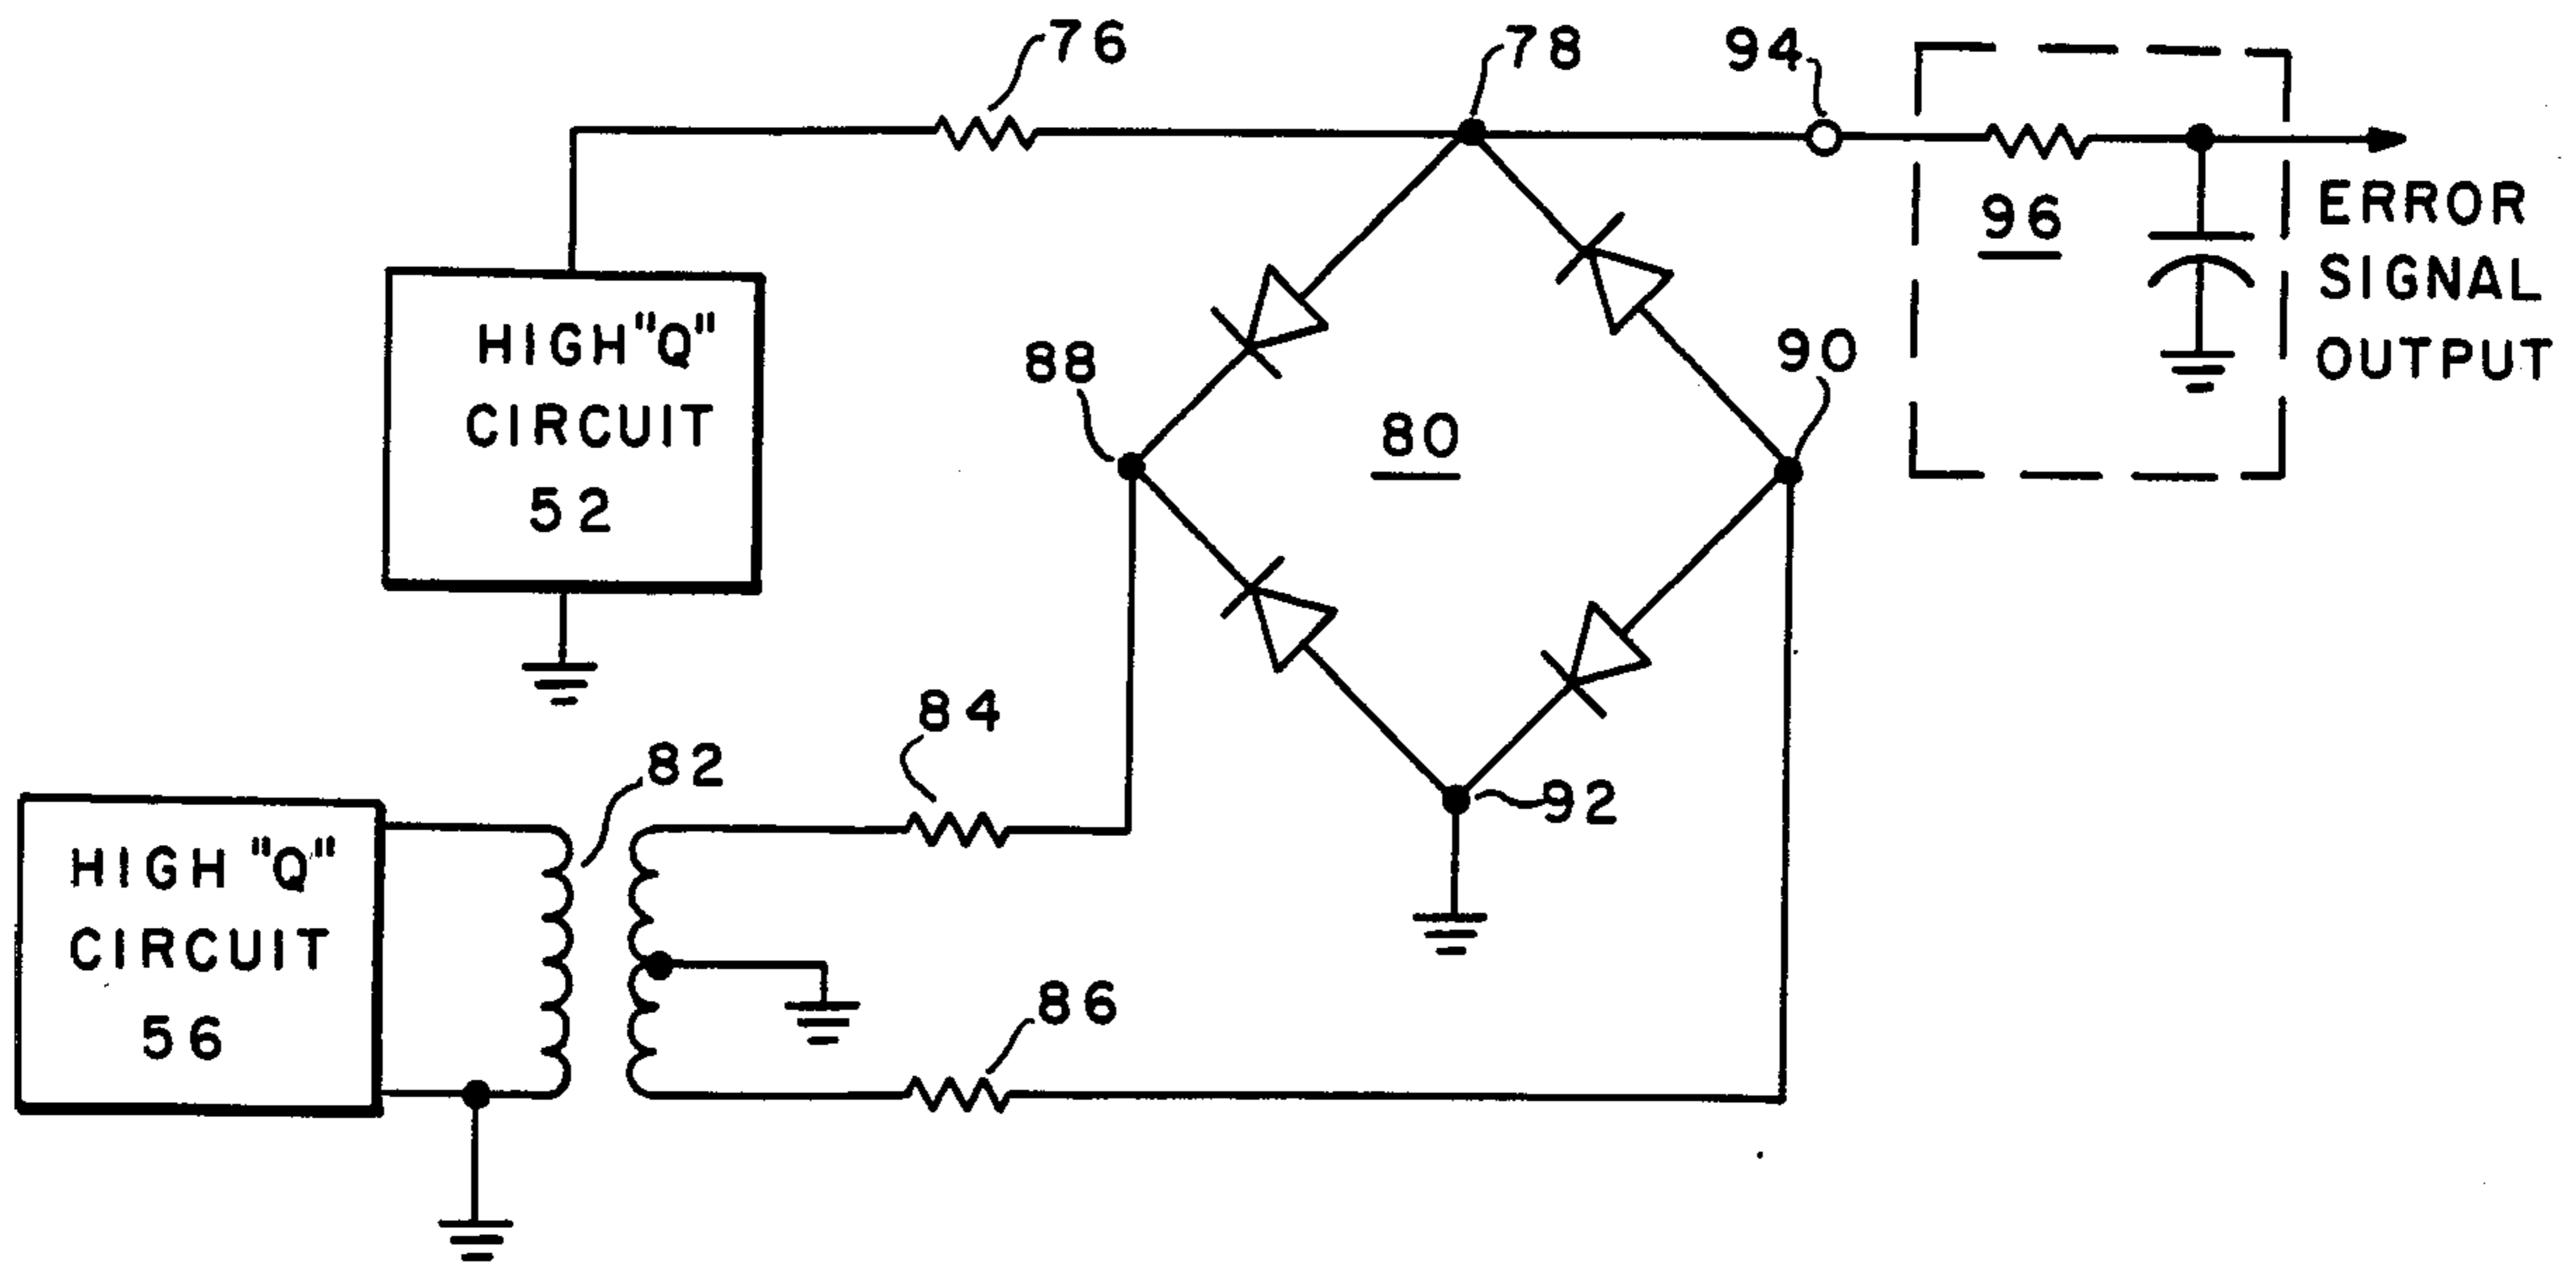 76
78
94
96
ERROR
SIGNAL
OUTPUT
HIGH "Q"
CIRCUIT
52
88
80
90
84
82
92
HIGH "Q"
CIRCUIT
56
86